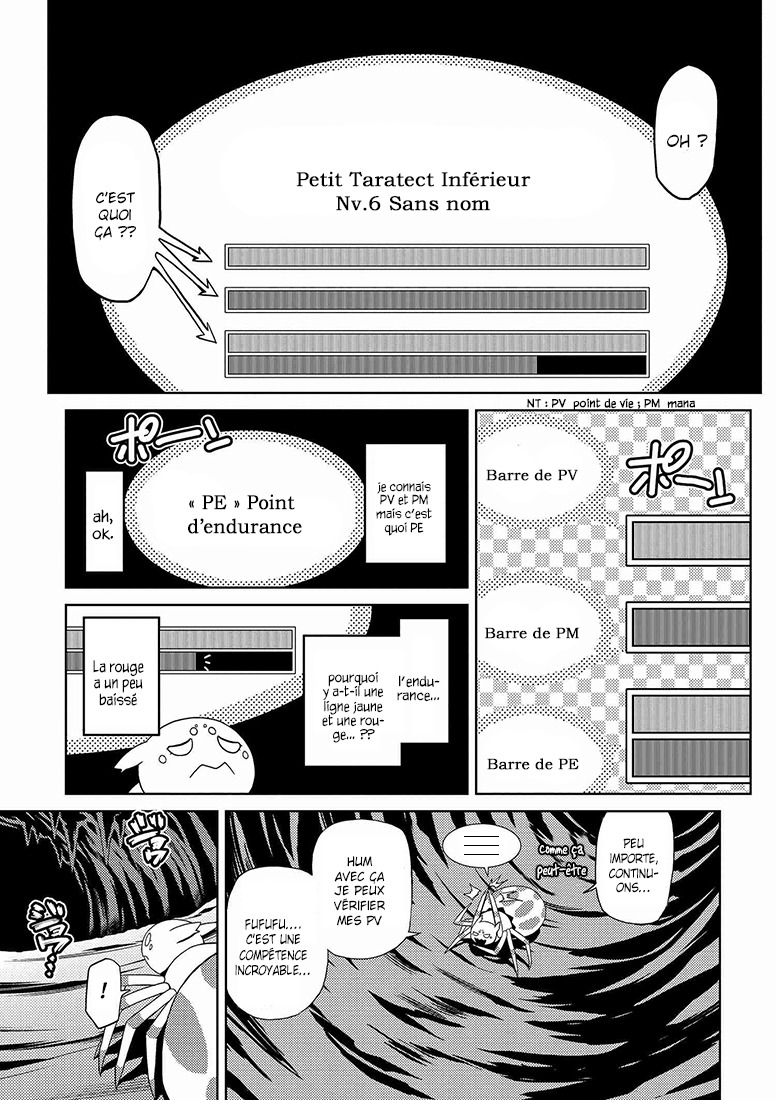 OH ?
Petit Taratect Inférieur
Nv.6 Sans nom
C'EST
QUOI
ÇA ??
NT : PV point de vie ; PM mana
Barre de PV
ポーン
Barre de PM
Barre de PE
je connais
PV et PM
mais c'est
quoi PE
ポーン
« PE » Point
d'endurance
ah,
ok.
l'endu-
rance...
pourquoi
y a-t-il une
ligne jaune
et une rou-
ge... ??
La rouge
a un peu
baissé
PEU
IMPORTE,
CONTINU-
ONS...
Comme ça
peut-être
HUM
AVEC ÇA
JE PEUX
VÉRIFIER
MES PV
FUFUFU....
C'EST UNE
COMPÉTENCE
INCROYABLE...
!